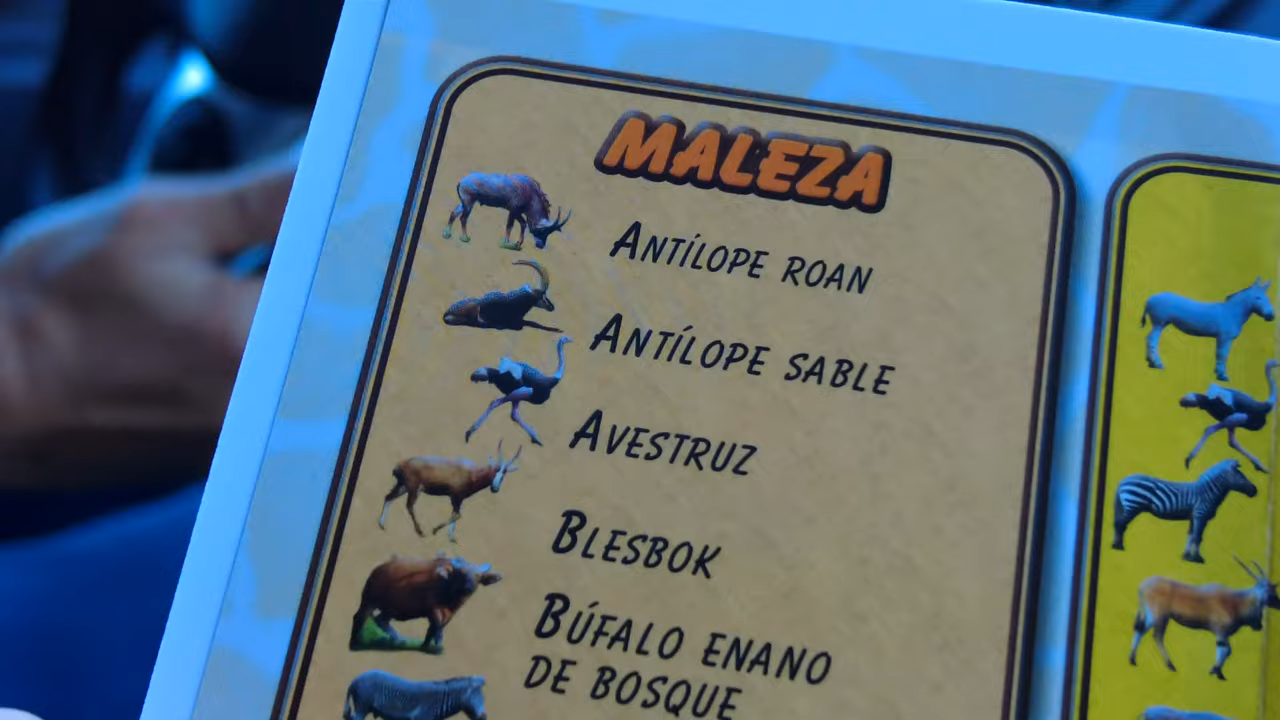 MALEZA
ANTÍLOPE ROAN
ANTÍLOPE SABLE
AVESTRUZ
BLESBOK
BÚFALO ENANO
DE BOSQUE